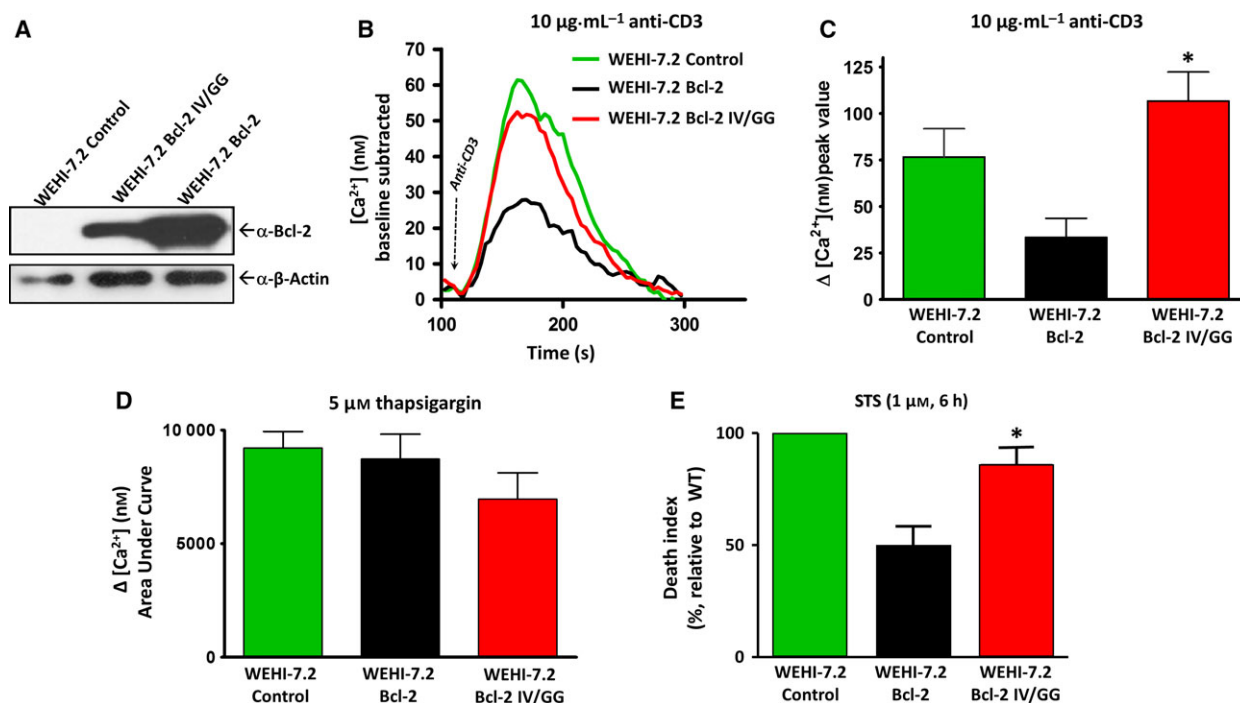 A
WEHI-7.2 Control
WEHI-7.2 Bcl-2 IV/GG
WEHI-7.2 Bcl-2
←α-Bcl-2
←α-β-Actin
B
10 µg·mL⁻¹ anti-CD3
[Ca²⁺] (nM)
baseline subtracted
70
60
50
40
30
20
10
0
Anti-CD3
WEHI-7.2 Control
WEHI-7.2 Bcl-2
WEHI-7.2 Bcl-2 IV/GG
100
200
300
Time (s)
C
10 µg·mL⁻¹ anti-CD3
Δ [Ca²⁺](nM)peak value
125
100
75
50
25
0
*
WEHI-7.2
Control
WEHI-7.2
Bcl-2
WEHI-7.2
Bcl-2 IV/GG
D
5 µM thapsigargin
Δ [Ca²⁺] (nM)
Area Under Curve
10 000
5000
0
WEHI-7.2
Control
WEHI-7.2
Bcl-2
WEHI-7.2
Bcl-2 IV/GG
E
STS (1 µM, 6 h)
Death index
(%, relative to WT)
100
50
0
*
WEHI-7.2
Control
WEHI-7.2
Bcl-2
WEHI-7.2
Bcl-2 IV/GG